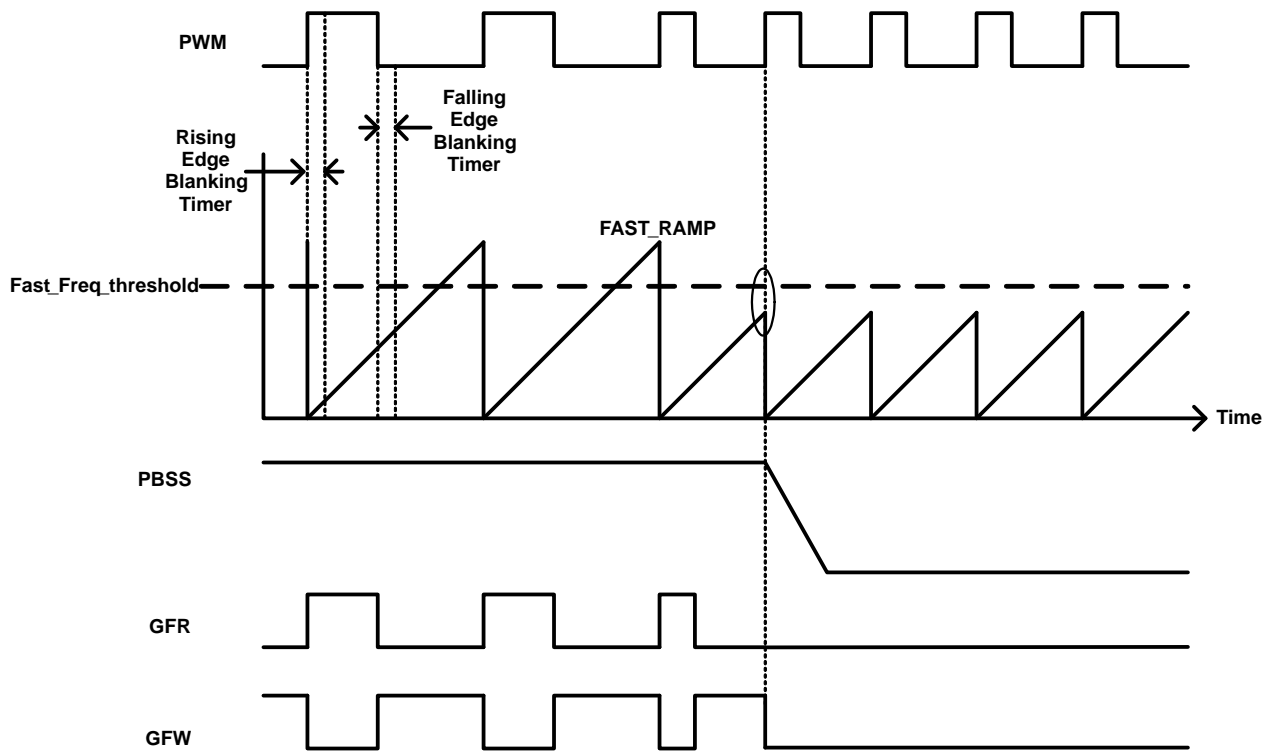 PWM
Falling
Edge
Blanking
Timer
Rising
Edge
Blanking
Timer
FAST_RAMP
Fast_Freq_threshold
Time
PBSS
GFR
GFW